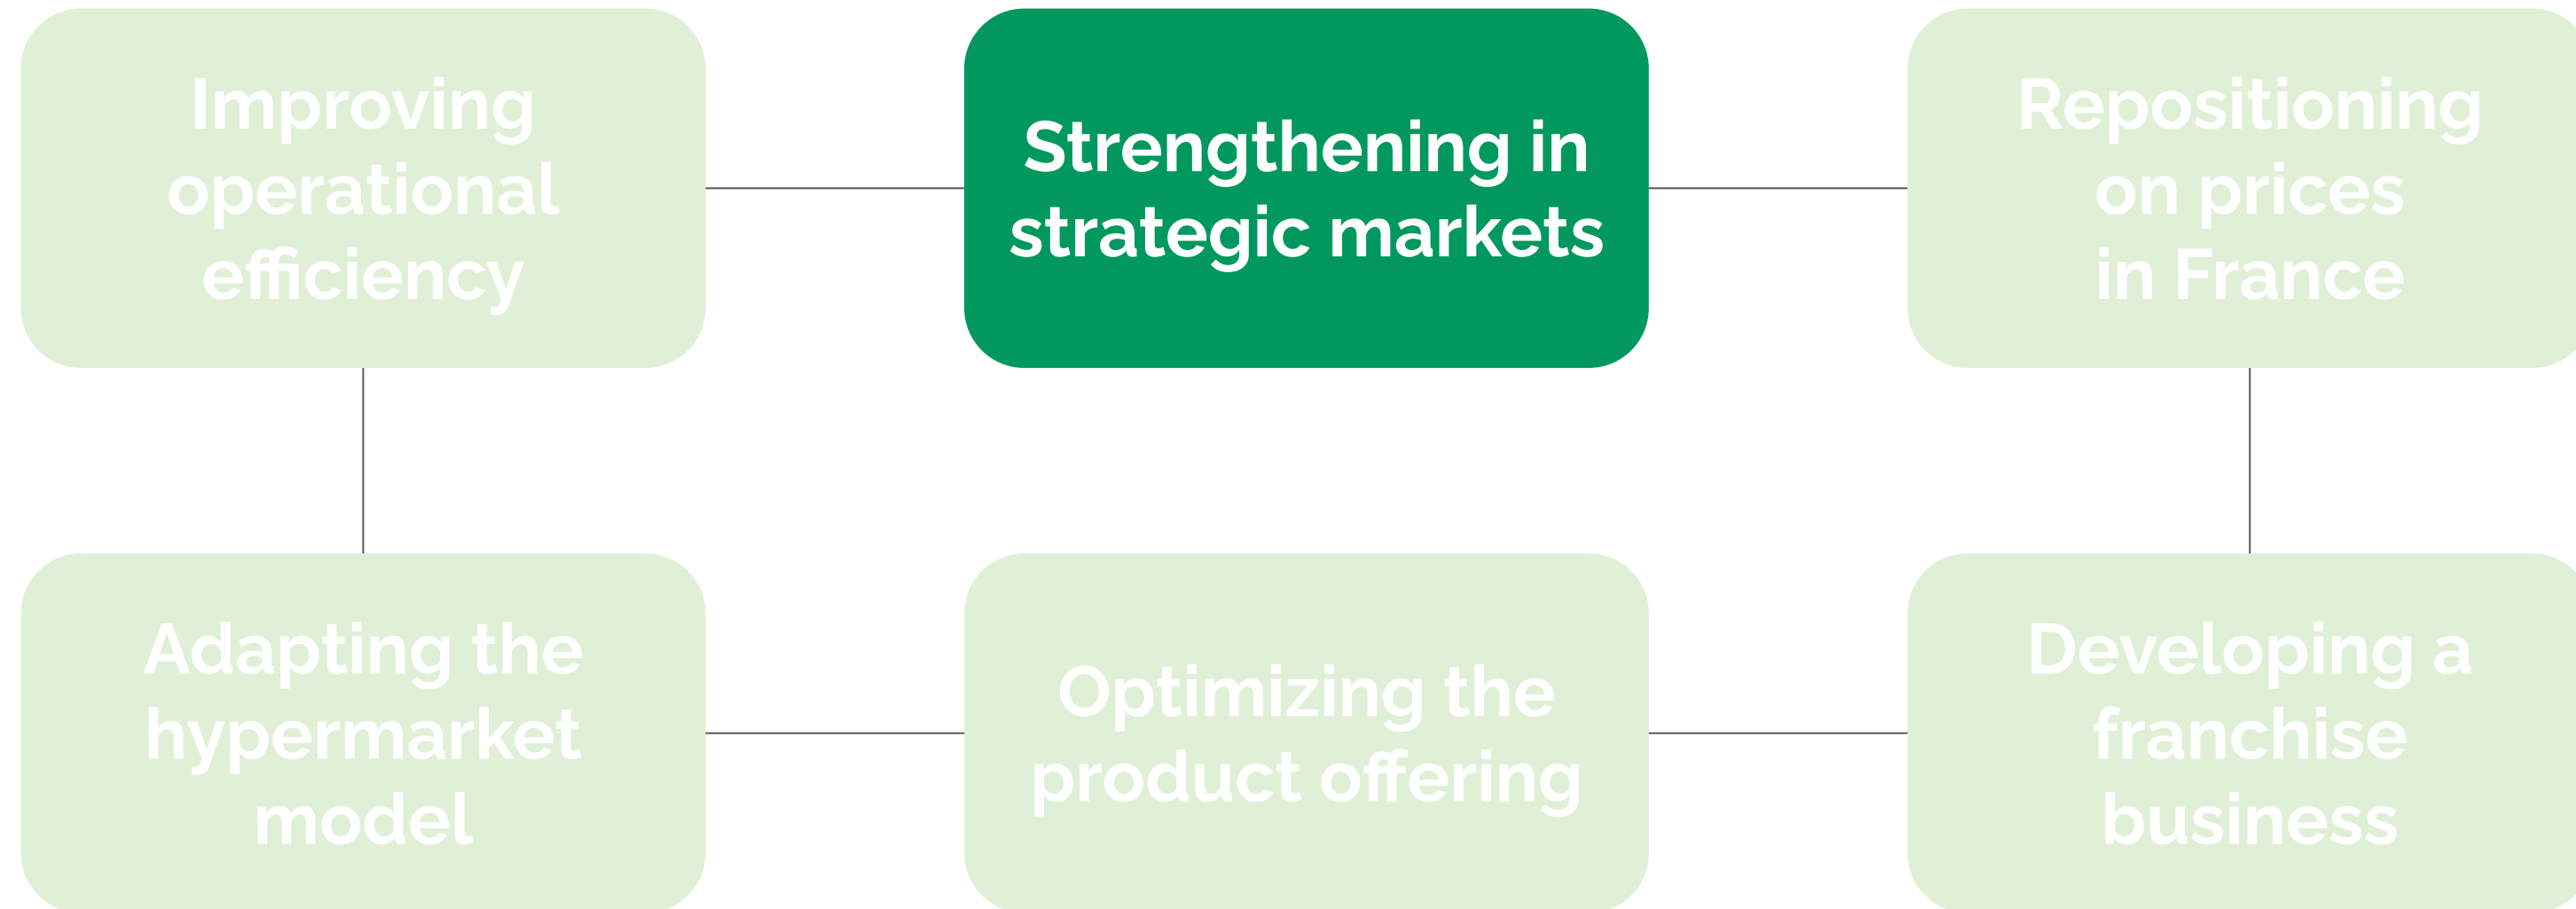 Improving
operational
efficiency
Strengthening in
strategic markets
Repositioning
on prices
in France
Adapting the
hypermarket
model
Optimizing the
product offering
Developing a
franchise
business